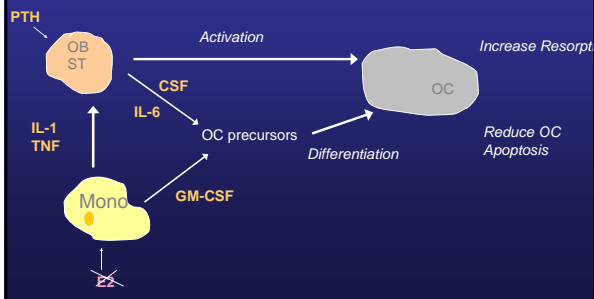 PTH
OB
ST
Activation
Increase Resorpti
CSF
OC
IL-6
IL-1
TNF
OC precursors
Reduce OC
Apoptosis
Differentiation
Mono
GM-CSF
E2